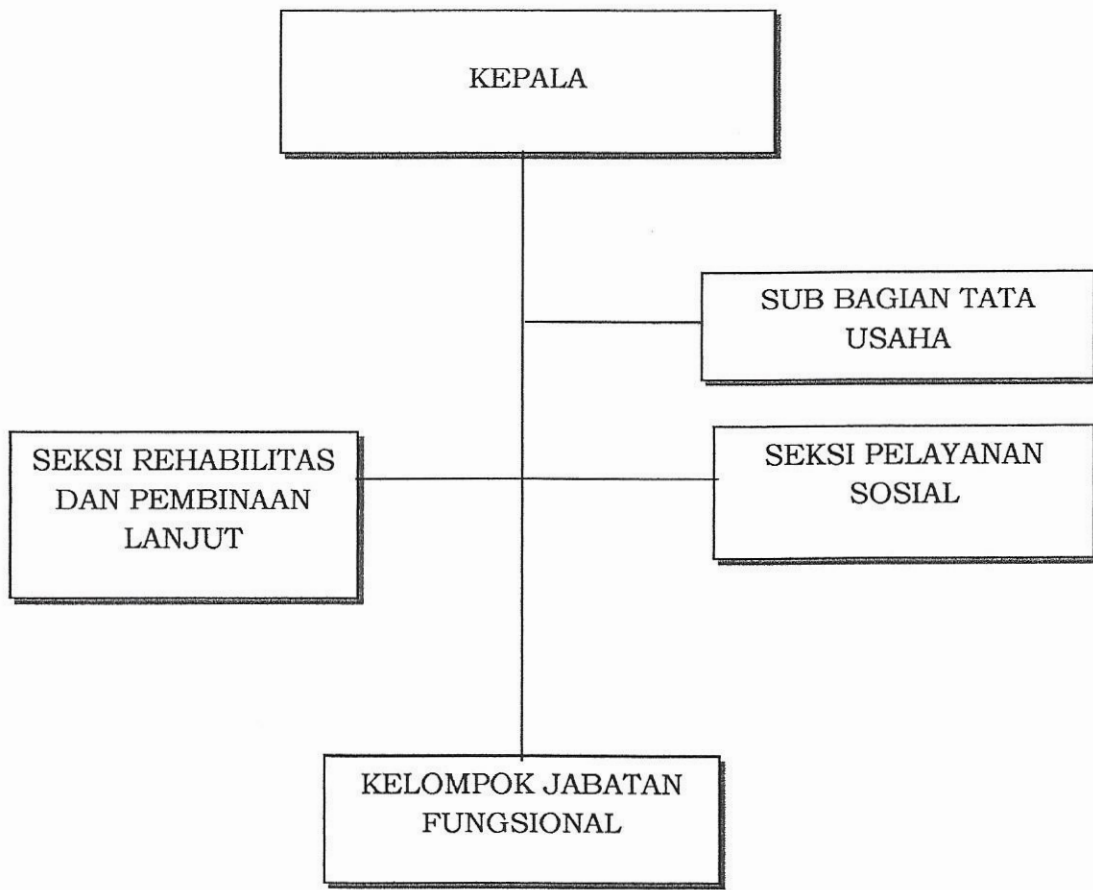 KEPALA
SUB BAGIAN TATA
USAHA
SEKSI REHABILITAS
DAN PEMBINAAN
LANJUT
SEKSI PELAYANAN
SOSIAL
KELOMPOK JABATAN
FUNGSIONAL